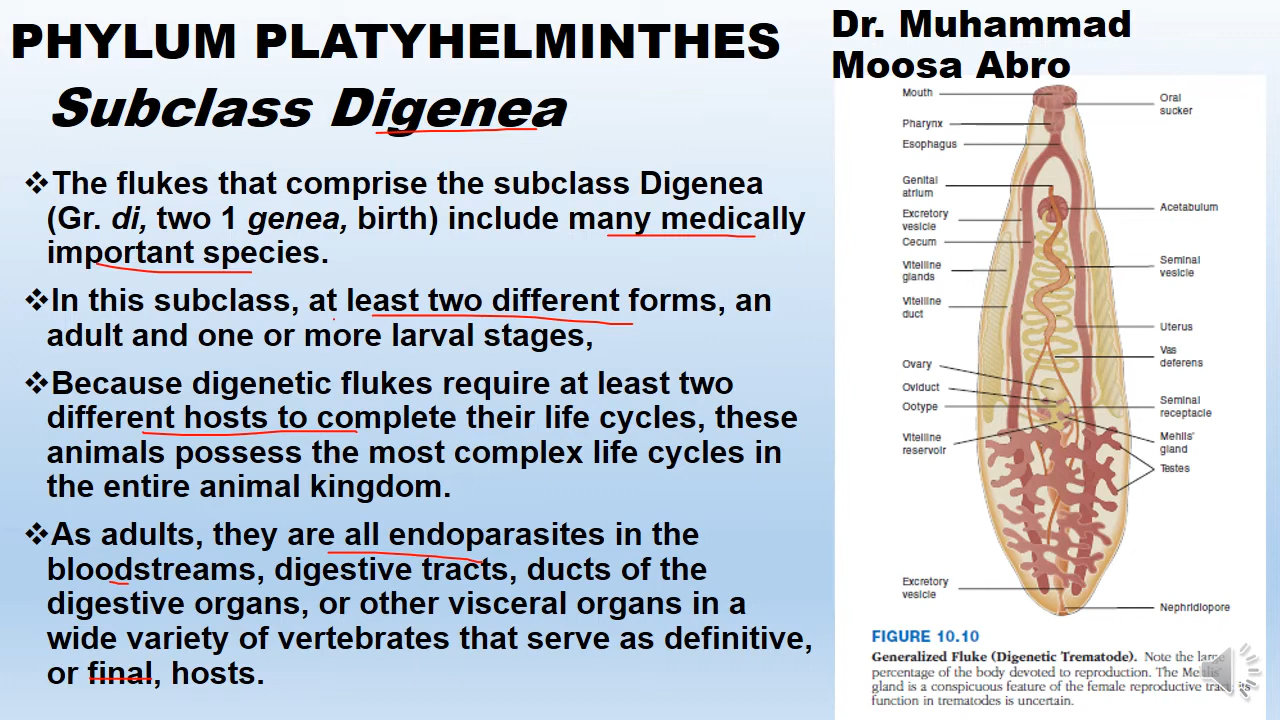 PHYLUM PLATYHELMINTHES
Subclass Digenea
Dr. Muhammad
Moosa Abro
❖The flukes that comprise the subclass Digenea
(Gr. di, two 1 genea, birth) include many medically
important species.
❖In this subclass, at least two different forms, an
adult and one or more larval stages,
❖Because digenetic flukes require at least two
different hosts to complete their life cycles, these
animals possess the most complex life cycles in
the entire animal kingdom.
❖As adults, they are all endoparasites in the
bloodstreams, digestive tracts, ducts of the
digestive organs, or other visceral organs in a
wide variety of vertebrates that serve as definitive,
or final, hosts.
Mouth
Pharynx
Esophagus
Genital
atrium
Excretory
vesicle
Cecum
Vitelline
glands
Vitelline
duct
Ovary
Oviduct
Ootype
Vitelline
reservoir
Excretory
vesicle
Oral
sucker
Acetabulum
Seminal
vesicle
Uterus
Vas
deferens
Seminal
receptacle
Mehlis'
gland
Testes
Nephridiopore
FIGURE 10.10
Generalized Fluke (Digenetic Trematode). Note the large
percentage of the body devoted to reproduction. The Mehlis'
gland is a conspicuous feature of the female reproductive tract;
function in trematodes is uncertain.